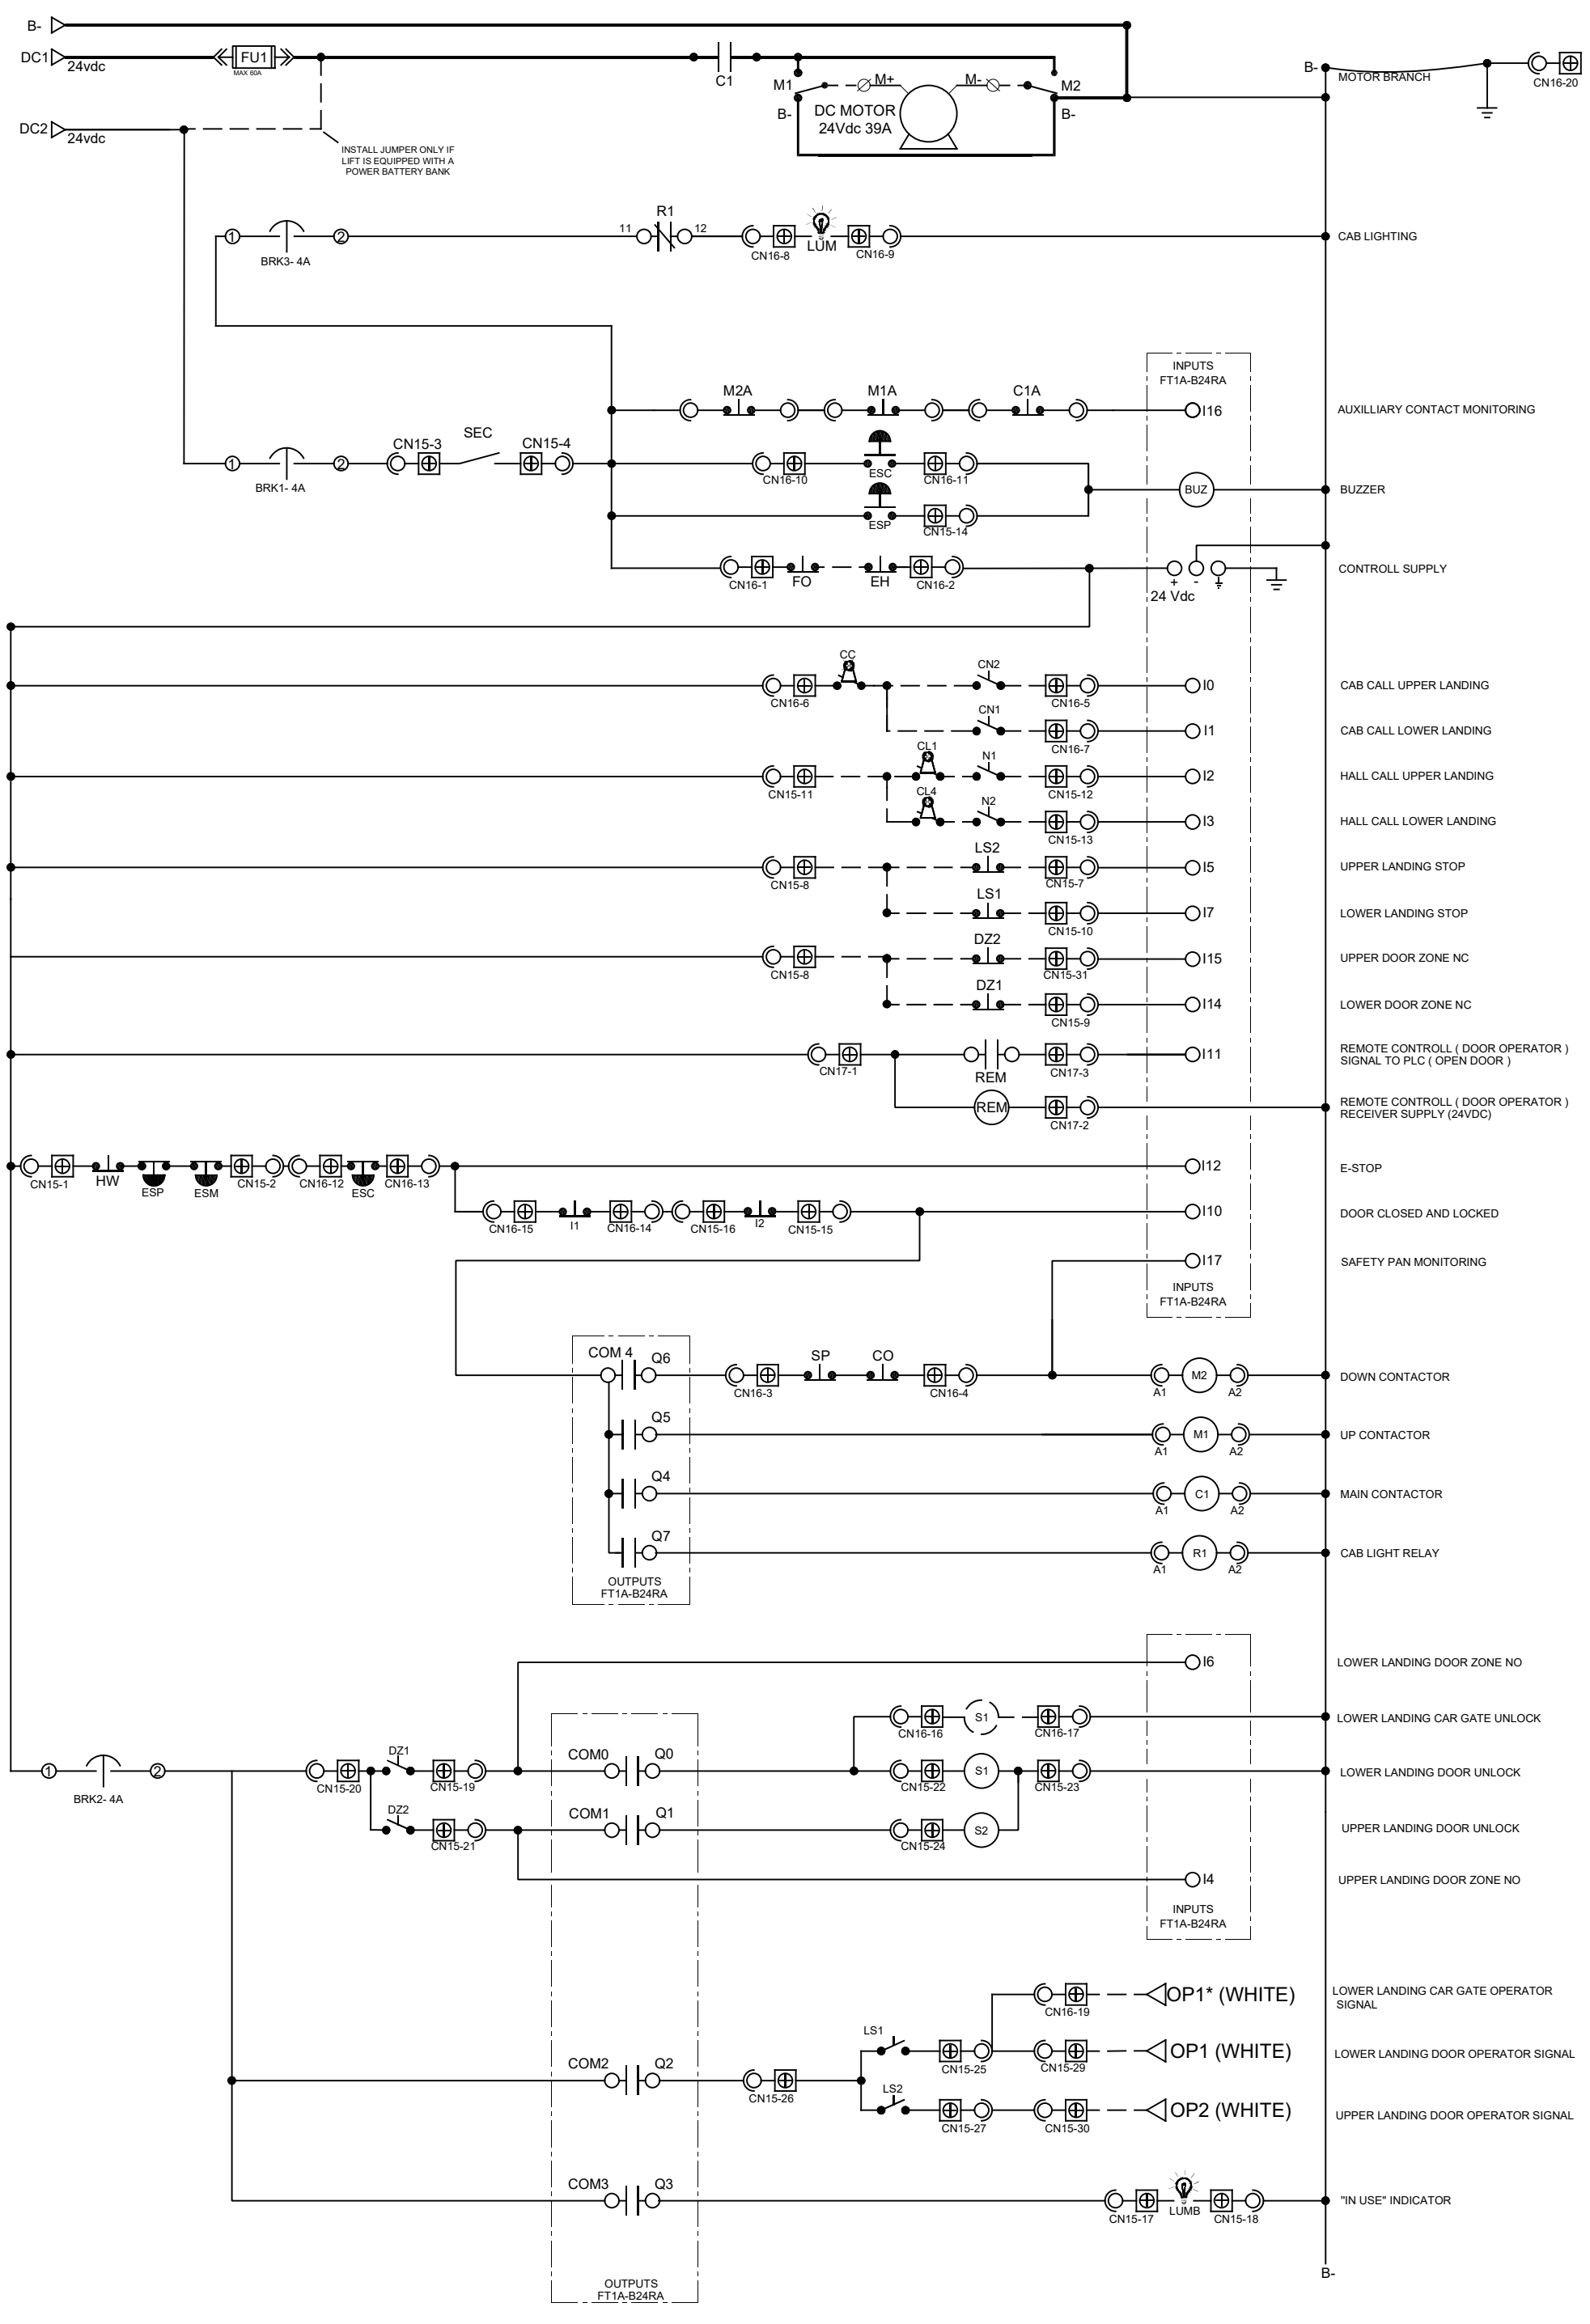 B-
DC1
24vdc
FU1
MAX 60A
C1
M1
M+
M-
M2
B-
DC MOTOR
24Vdc 39A
B-
B-
MOTOR BRANCH
CN16-20
DC2
24vdc
INSTALL JUMPER ONLY IF
LIFT IS EQUIPPED WITH A
POWER BATTERY BANK
1
2
BRK3- 4A
R1
11
12
CN16-8
LUM
CN16-9
CAB LIGHTING
INPUTS
FT1A-B24RA
M2A
M1A
C1A
I16
AUXILLIARY CONTACT MONITORING
1
2
BRK1- 4A
CN15-3
SEC
CN15-4
CN16-10
ESC
CN16-11
BUZ
BUZZER
ESP
CN15-14
CN16-1
FO
EH
CN16-2
+
-
24 Vdc
CONTROLL SUPPLY
CC
CN2
CN16-6
CN16-5
I0
CAB CALL UPPER LANDING
CN1
CN16-7
I1
CAB CALL LOWER LANDING
CL1
N1
CN15-11
CN15-12
I2
HALL CALL UPPER LANDING
CL4
N2
CN15-13
I3
HALL CALL LOWER LANDING
LS2
CN15-8
CN15-7
I5
UPPER LANDING STOP
LS1
CN15-10
I7
LOWER LANDING STOP
DZ2
CN15-8
CN15-31
I15
UPPER DOOR ZONE NC
DZ1
CN15-9
I14
LOWER DOOR ZONE NC
CN17-1
REM
CN17-3
I11
REMOTE CONTROLL ( DOOR OPERATOR )
SIGNAL TO PLC ( OPEN DOOR )
REM
CN17-2
REMOTE CONTROLL ( DOOR OPERATOR )
RECEIVER SUPPLY (24VDC)
CN15-1
HW
ESP
ESM
CN15-2
CN16-12
ESC
CN16-13
I12
E-STOP
CN16-15
I1
CN16-14
CN15-16
I2
CN15-15
I10
DOOR CLOSED AND LOCKED
I17
SAFETY PAN MONITORING
INPUTS
FT1A-B24RA
COM 4
Q6
CN16-3
SP
CO
CN16-4
A1
M2
A2
DOWN CONTACTOR
Q5
A1
M1
A2
UP CONTACTOR
Q4
A1
C1
A2
MAIN CONTACTOR
Q7
A1
R1
A2
CAB LIGHT RELAY
OUTPUTS
FT1A-B24RA
I6
LOWER LANDING DOOR ZONE NO
CN16-16
S1
CN16-17
LOWER LANDING CAR GATE UNLOCK
1
2
BRK2- 4A
CN15-20
DZ1
CN15-19
COM0
Q0
CN15-22
S1
CN15-23
LOWER LANDING DOOR UNLOCK
DZ2
CN15-21
COM1
Q1
CN15-24
S2
UPPER LANDING DOOR UNLOCK
I4
UPPER LANDING DOOR ZONE NO
INPUTS
FT1A-B24RA
CN16-19
OP1* (WHITE)
LOWER LANDING CAR GATE OPERATOR
SIGNAL
LS1
CN15-25
CN15-29
OP1 (WHITE)
LOWER LANDING DOOR OPERATOR SIGNAL
COM2
Q2
CN15-26
LS2
CN15-27
CN15-30
OP2 (WHITE)
UPPER LANDING DOOR OPERATOR SIGNAL
COM3
Q3
CN15-17
LUMB
CN15-18
"IN USE" INDICATOR
B-
OUTPUTS
FT1A-B24RA